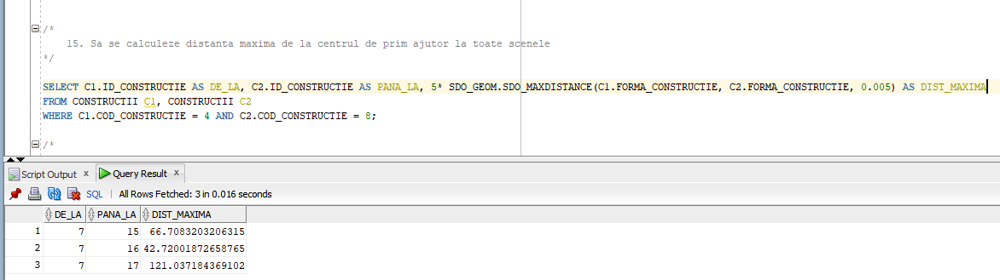 /*
15. Sa se calculeze distanta maxima de la centrul de prim ajutor la toate scenele
*/
SELECT C1.ID_CONSTRUCTIE AS DE_LA, C2.ID_CONSTRUCTIE AS PANA_LA, 5* SDO_GEOM.SDO_MAXDISTANCE(C1.FORMA_CONSTRUCTIE, C2.FORMA_CONSTRUCTIE, 0.005) AS DIST_MAXIMA
FROM CONSTRUCTII C1, CONSTRUCTII C2
WHERE C1.COD_CONSTRUCTIE = 4 AND C2.COD_CONSTRUCTIE = 8;
/*
Script Output x Query Result x
SQL | All Rows Fetched: 3 in 0.016 seconds
DE_LA PANA_LA DIST_MAXIMA
1 7 15 66.7083203206315
2 7 16 42.72001872658765
3 7 17 121.037184369102